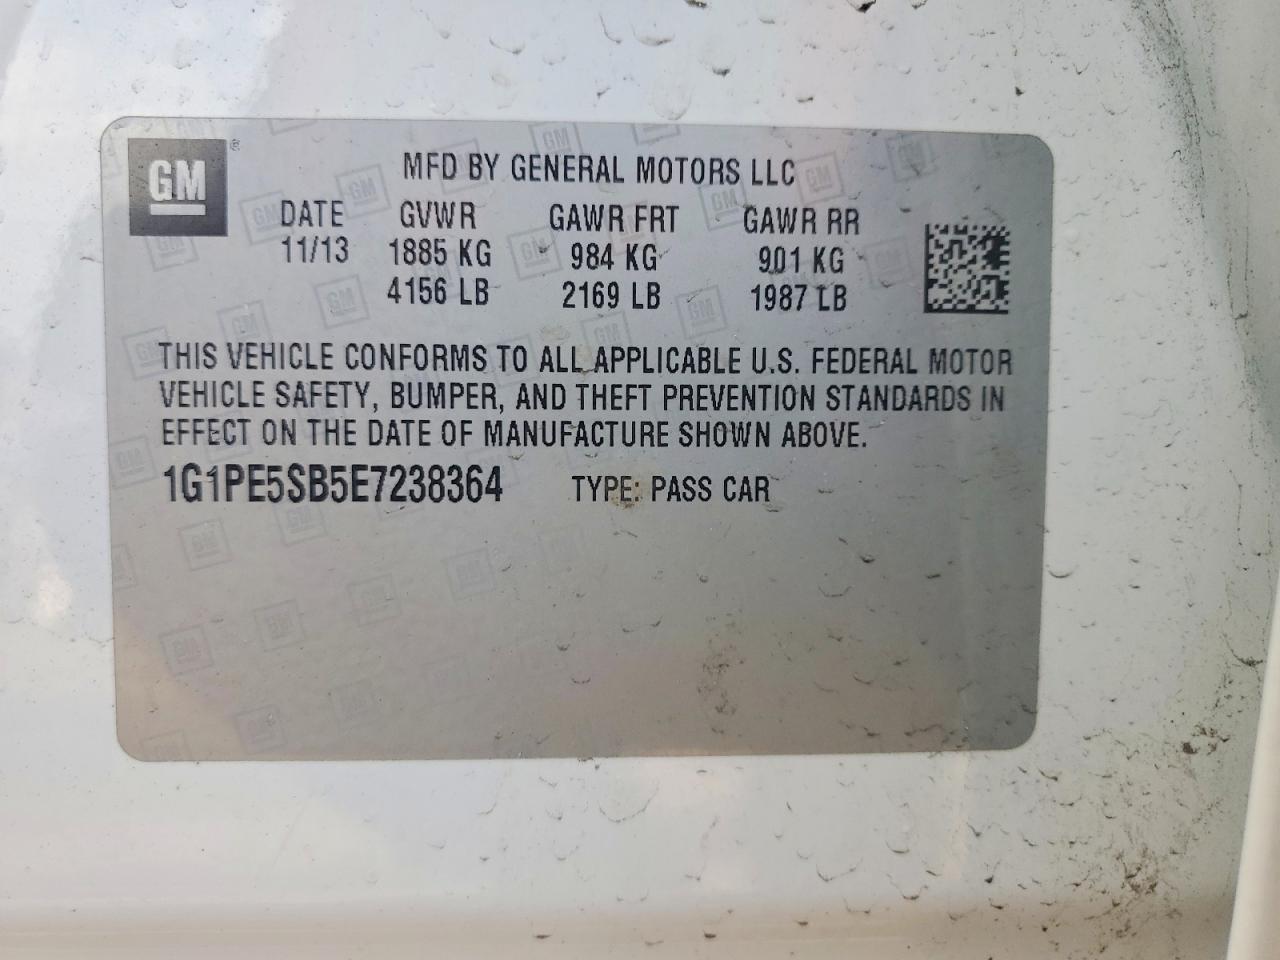 GM ®
MFD BY GENERAL MOTORS LLC
DATE GVWR GAWR FRT GAWR RR
11/13 1885 KG 984 KG 901 KG
4156 LB 2169 LB 1987 LB
THIS VEHICLE CONFORMS TO ALL APPLICABLE U.S. FEDERAL MOTOR
VEHICLE SAFETY, BUMPER, AND THEFT PREVENTION STANDARDS IN
EFFECT ON THE DATE OF MANUFACTURE SHOWN ABOVE.
1G1PE5SB5E7238364 TYPE: PASS CAR